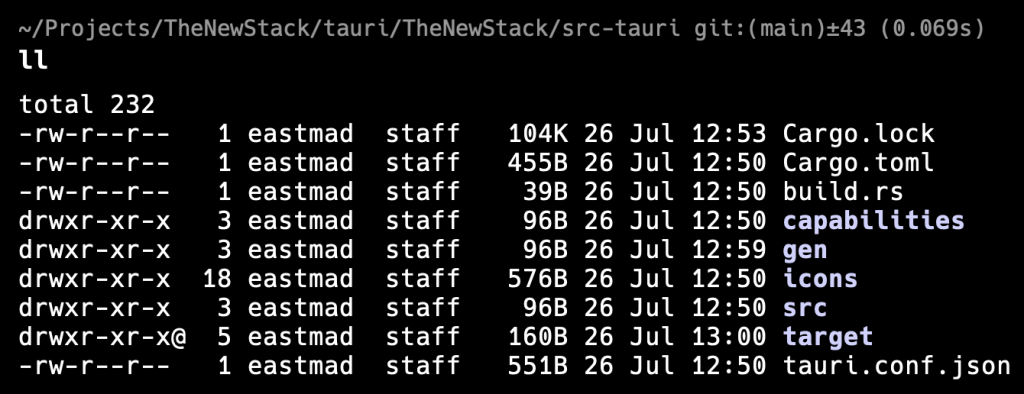 ~/Projects/TheNewStack/tauri/TheNewStack/src-tauri git:(main)±43 (0.069s)
ll
total 232
-rw-r--r--   1 eastmad  staff   104K 26 Jul 12:53 Cargo.lock
-rw-r--r--   1 eastmad  staff   455B 26 Jul 12:50 Cargo.toml
-rw-r--r--   1 eastmad  staff    39B 26 Jul 12:50 build.rs
drwxr-xr-x   3 eastmad  staff    96B 26 Jul 12:50 capabilities
drwxr-xr-x   3 eastmad  staff    96B 26 Jul 12:59 gen
drwxr-xr-x  18 eastmad  staff   576B 26 Jul 12:50 icons
drwxr-xr-x   3 eastmad  staff    96B 26 Jul 12:50 src
drwxr-xr-x@  5 eastmad  staff   160B 26 Jul 13:00 target
-rw-r--r--   1 eastmad  staff   551B 26 Jul 12:50 tauri.conf.json